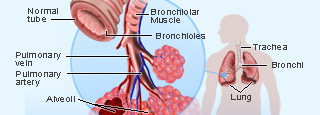 Normal
tube
Bronchiolar
Muscle
Bronchioles
Pulmonary
vein
Pulmonary
artery
Alveoli
Trachea
Bronchi
Lung